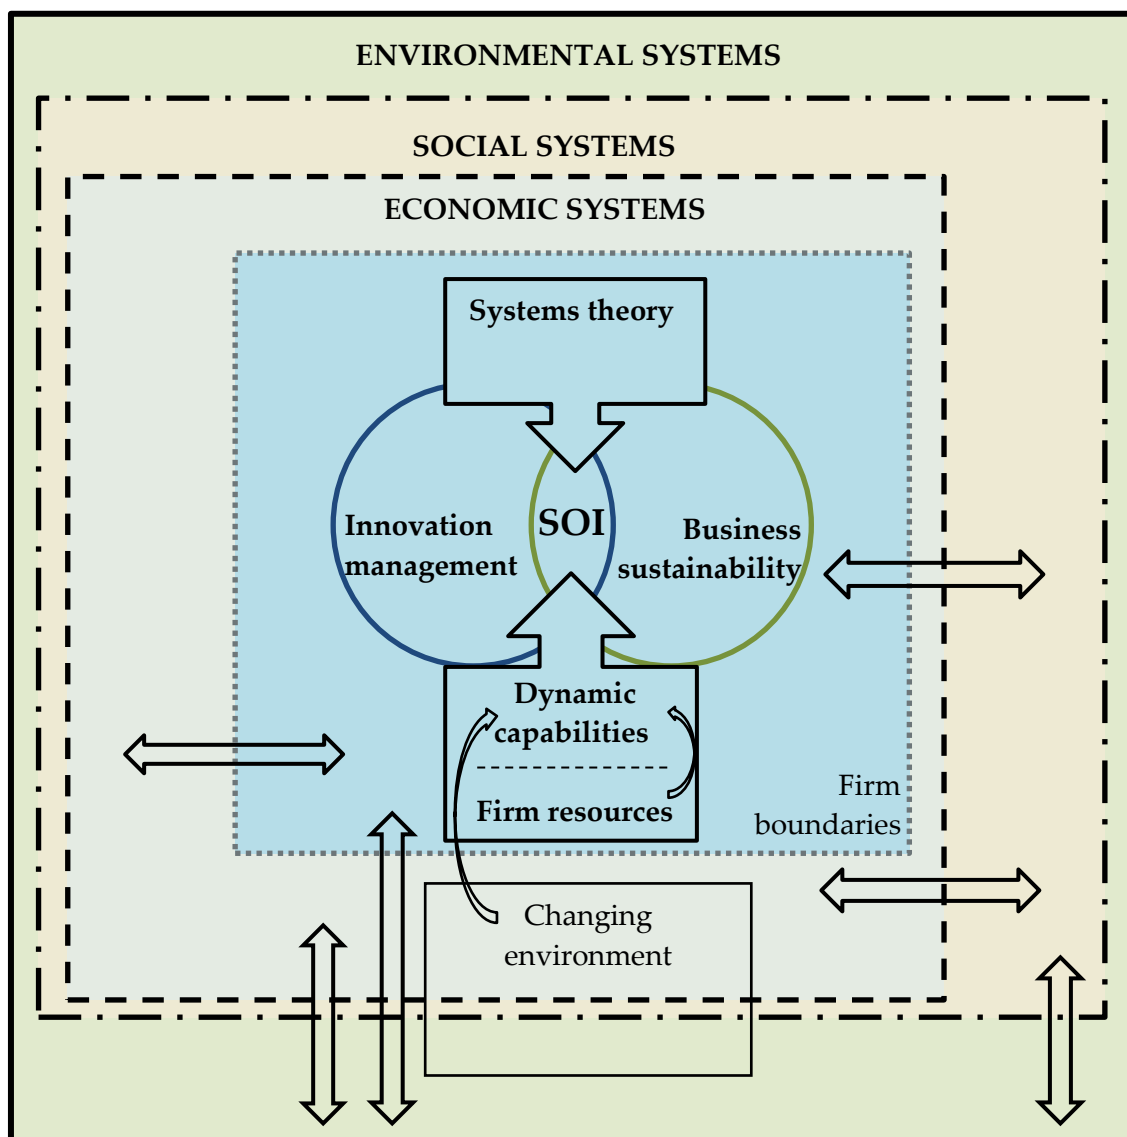 ENVIRONMENTAL SYSTEMS
SOCIAL SYSTEMS
ECONOMIC SYSTEMS
Systems theory
Innovation
management
SOI
Business
sustainability
Dynamic
capabilities
Firm resources
Firm
boundaries
Changing
environment